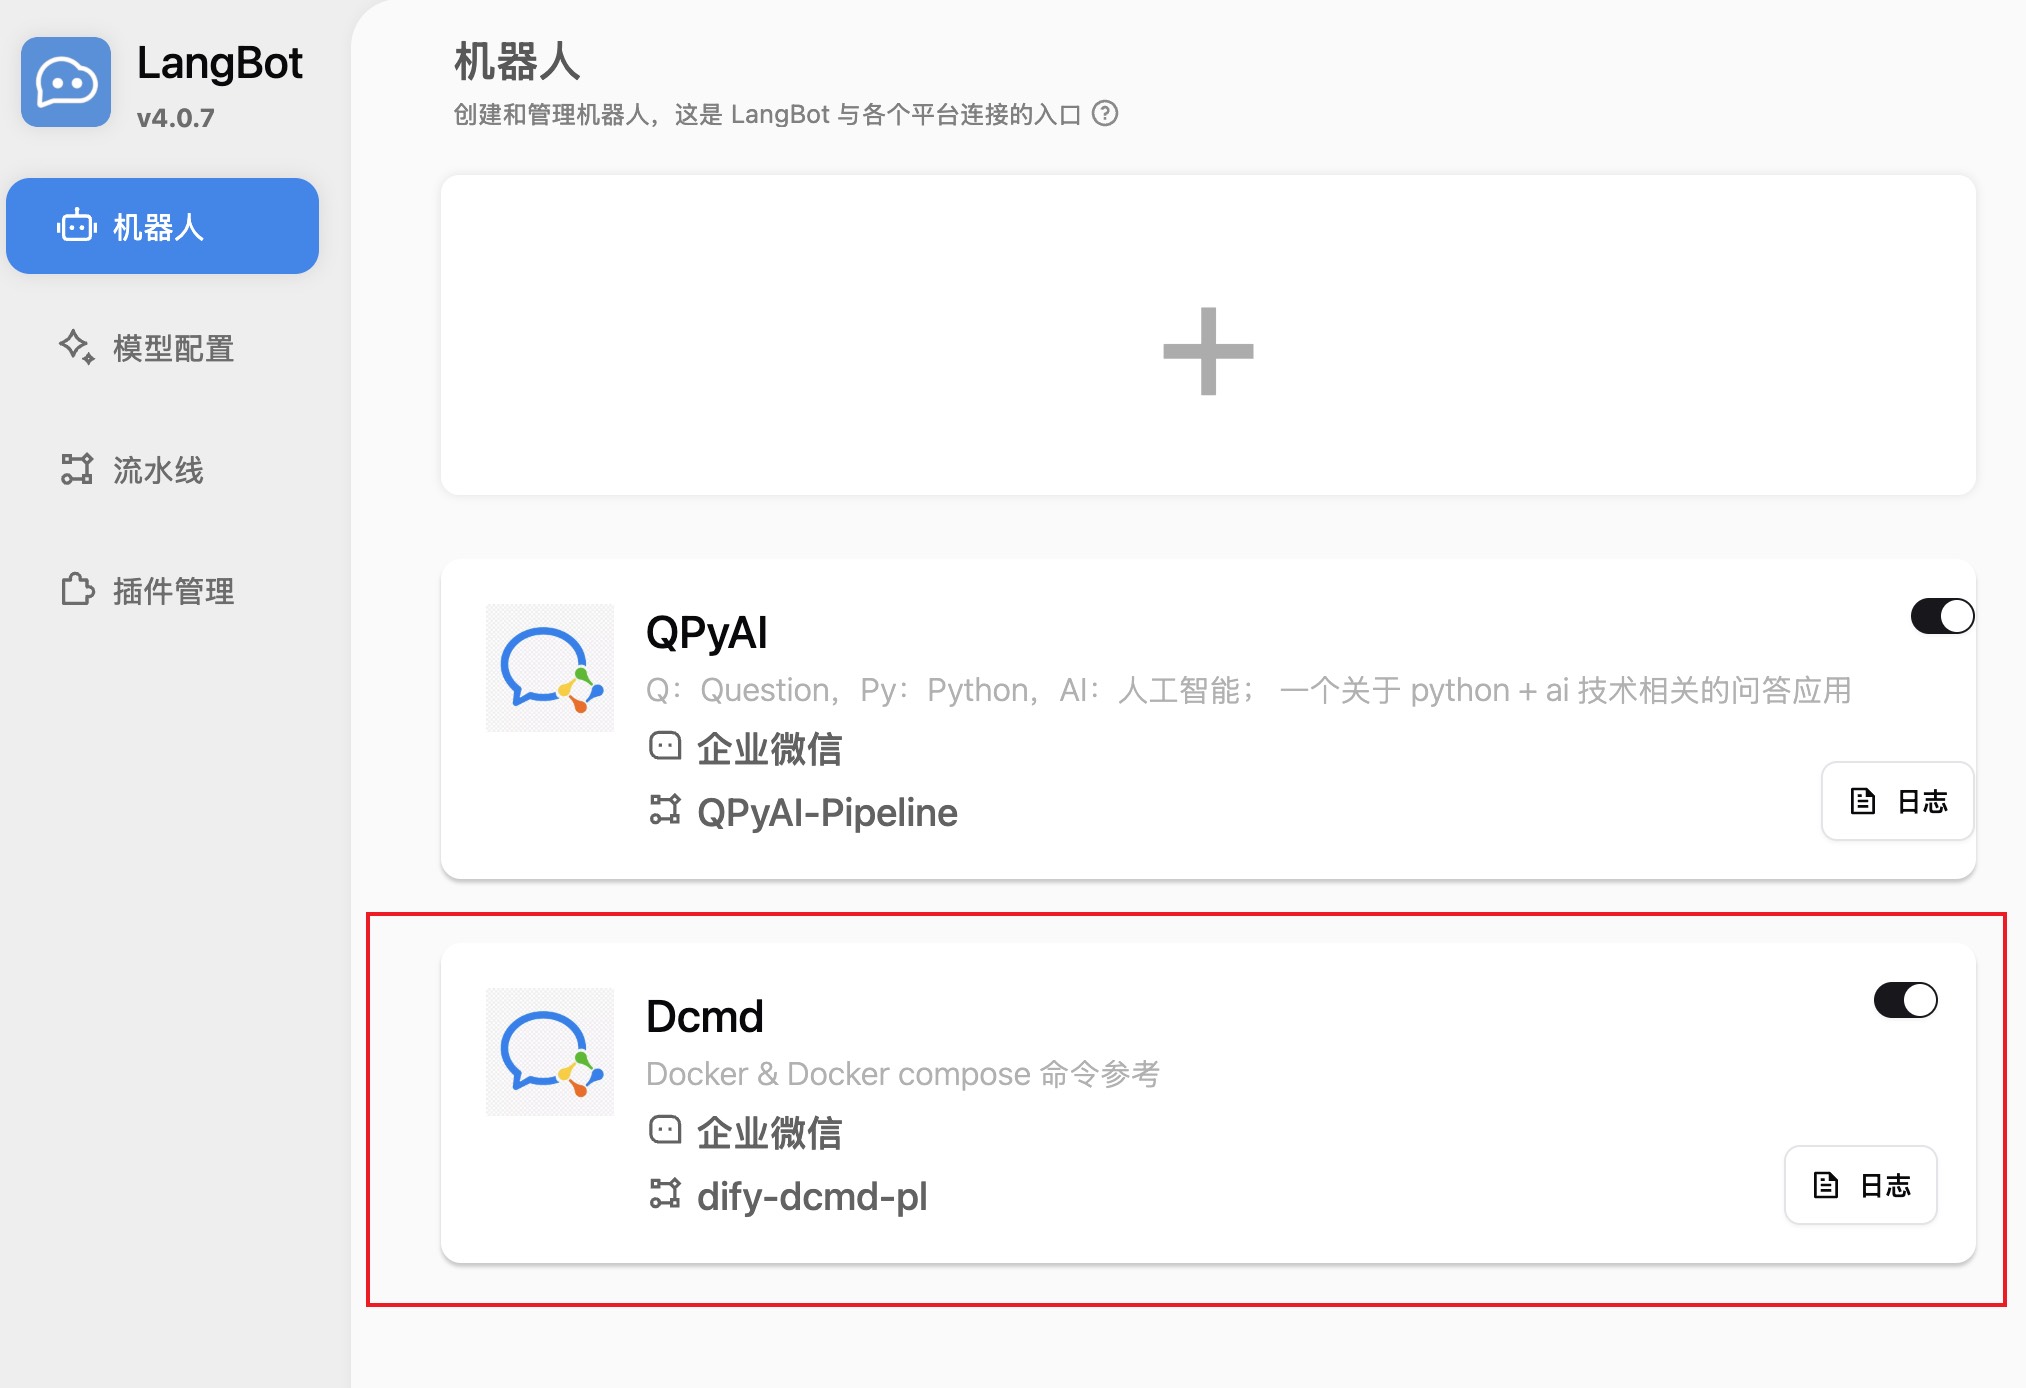 LangBot
v4.0.7
机器人
模型配置
流水线
插件管理
机器人
创建和管理机器人，这是 LangBot 与各个平台连接的入口 ?
QPyAI
Q：Question，Py：Python，AI：人工智能； 一个关于 python + ai 技术相关的问答应用
企业微信
QPyAI-Pipeline
日志
Dcmd
Docker & Docker compose 命令参考
企业微信
dify-dcmd-pl
日志